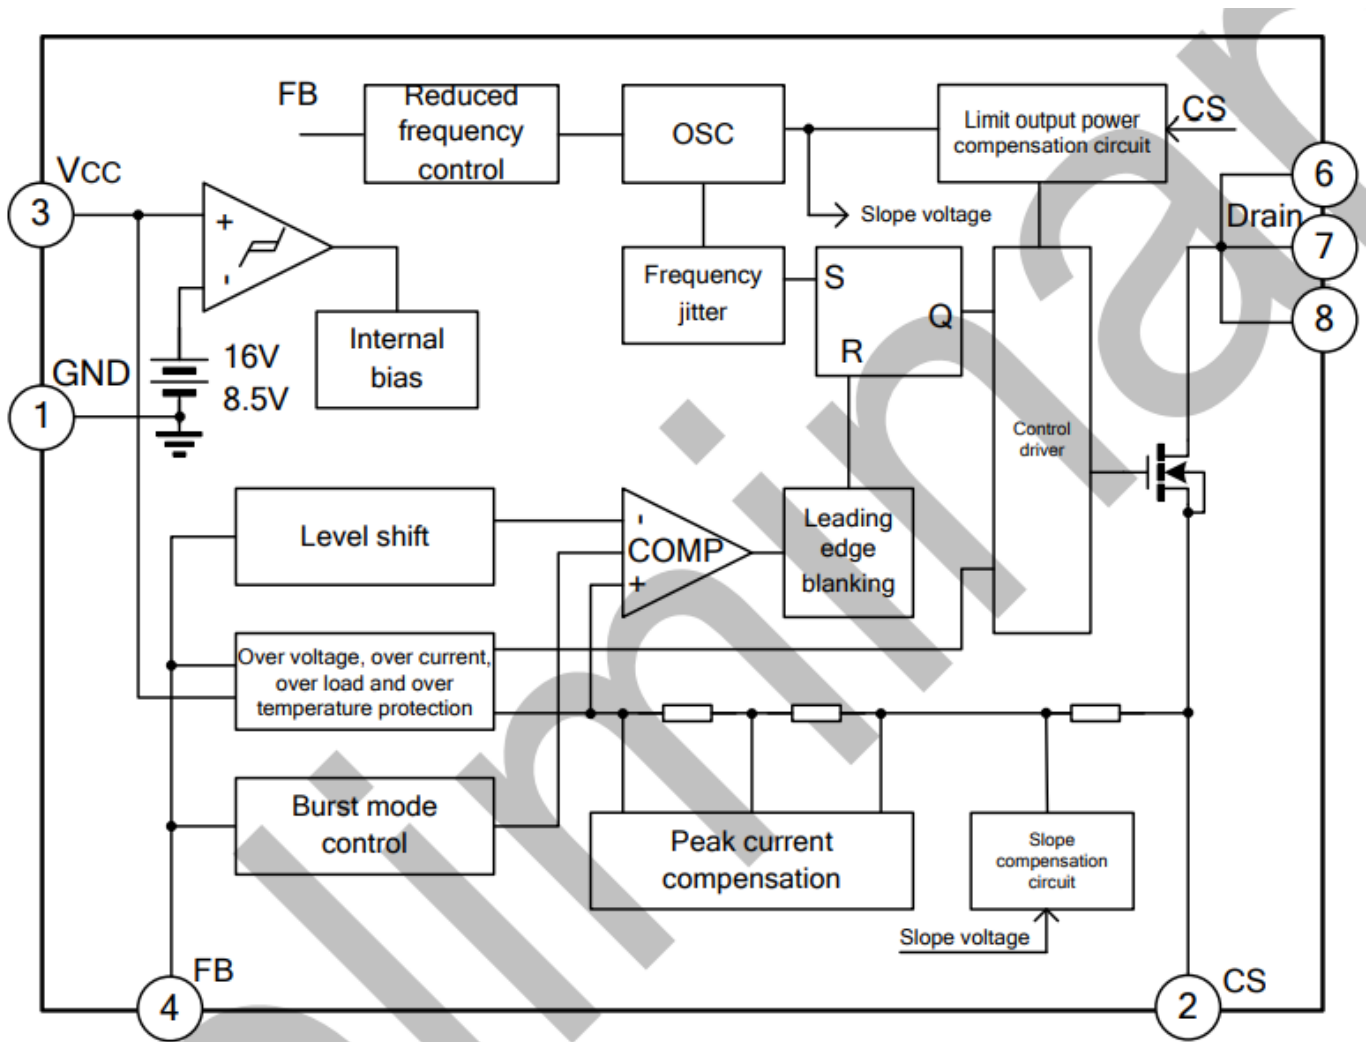 FB
Reduced
frequency
control
OSC
Limit output power
compensation circuit
CS
VCC
3
+
-
Slope voltage
6
Drain
7
8
Frequency
jitter
S
Q
R
Internal
bias
GND
1
16V
8.5V
Control
driver
Level shift
-
COMP
+
Leading
edge
blanking
Over voltage, over current,
over load and over
temperature protection
Burst mode
control
Peak current
compensation
Slope
compensation
circuit
Slope voltage
FB
4
CS
2